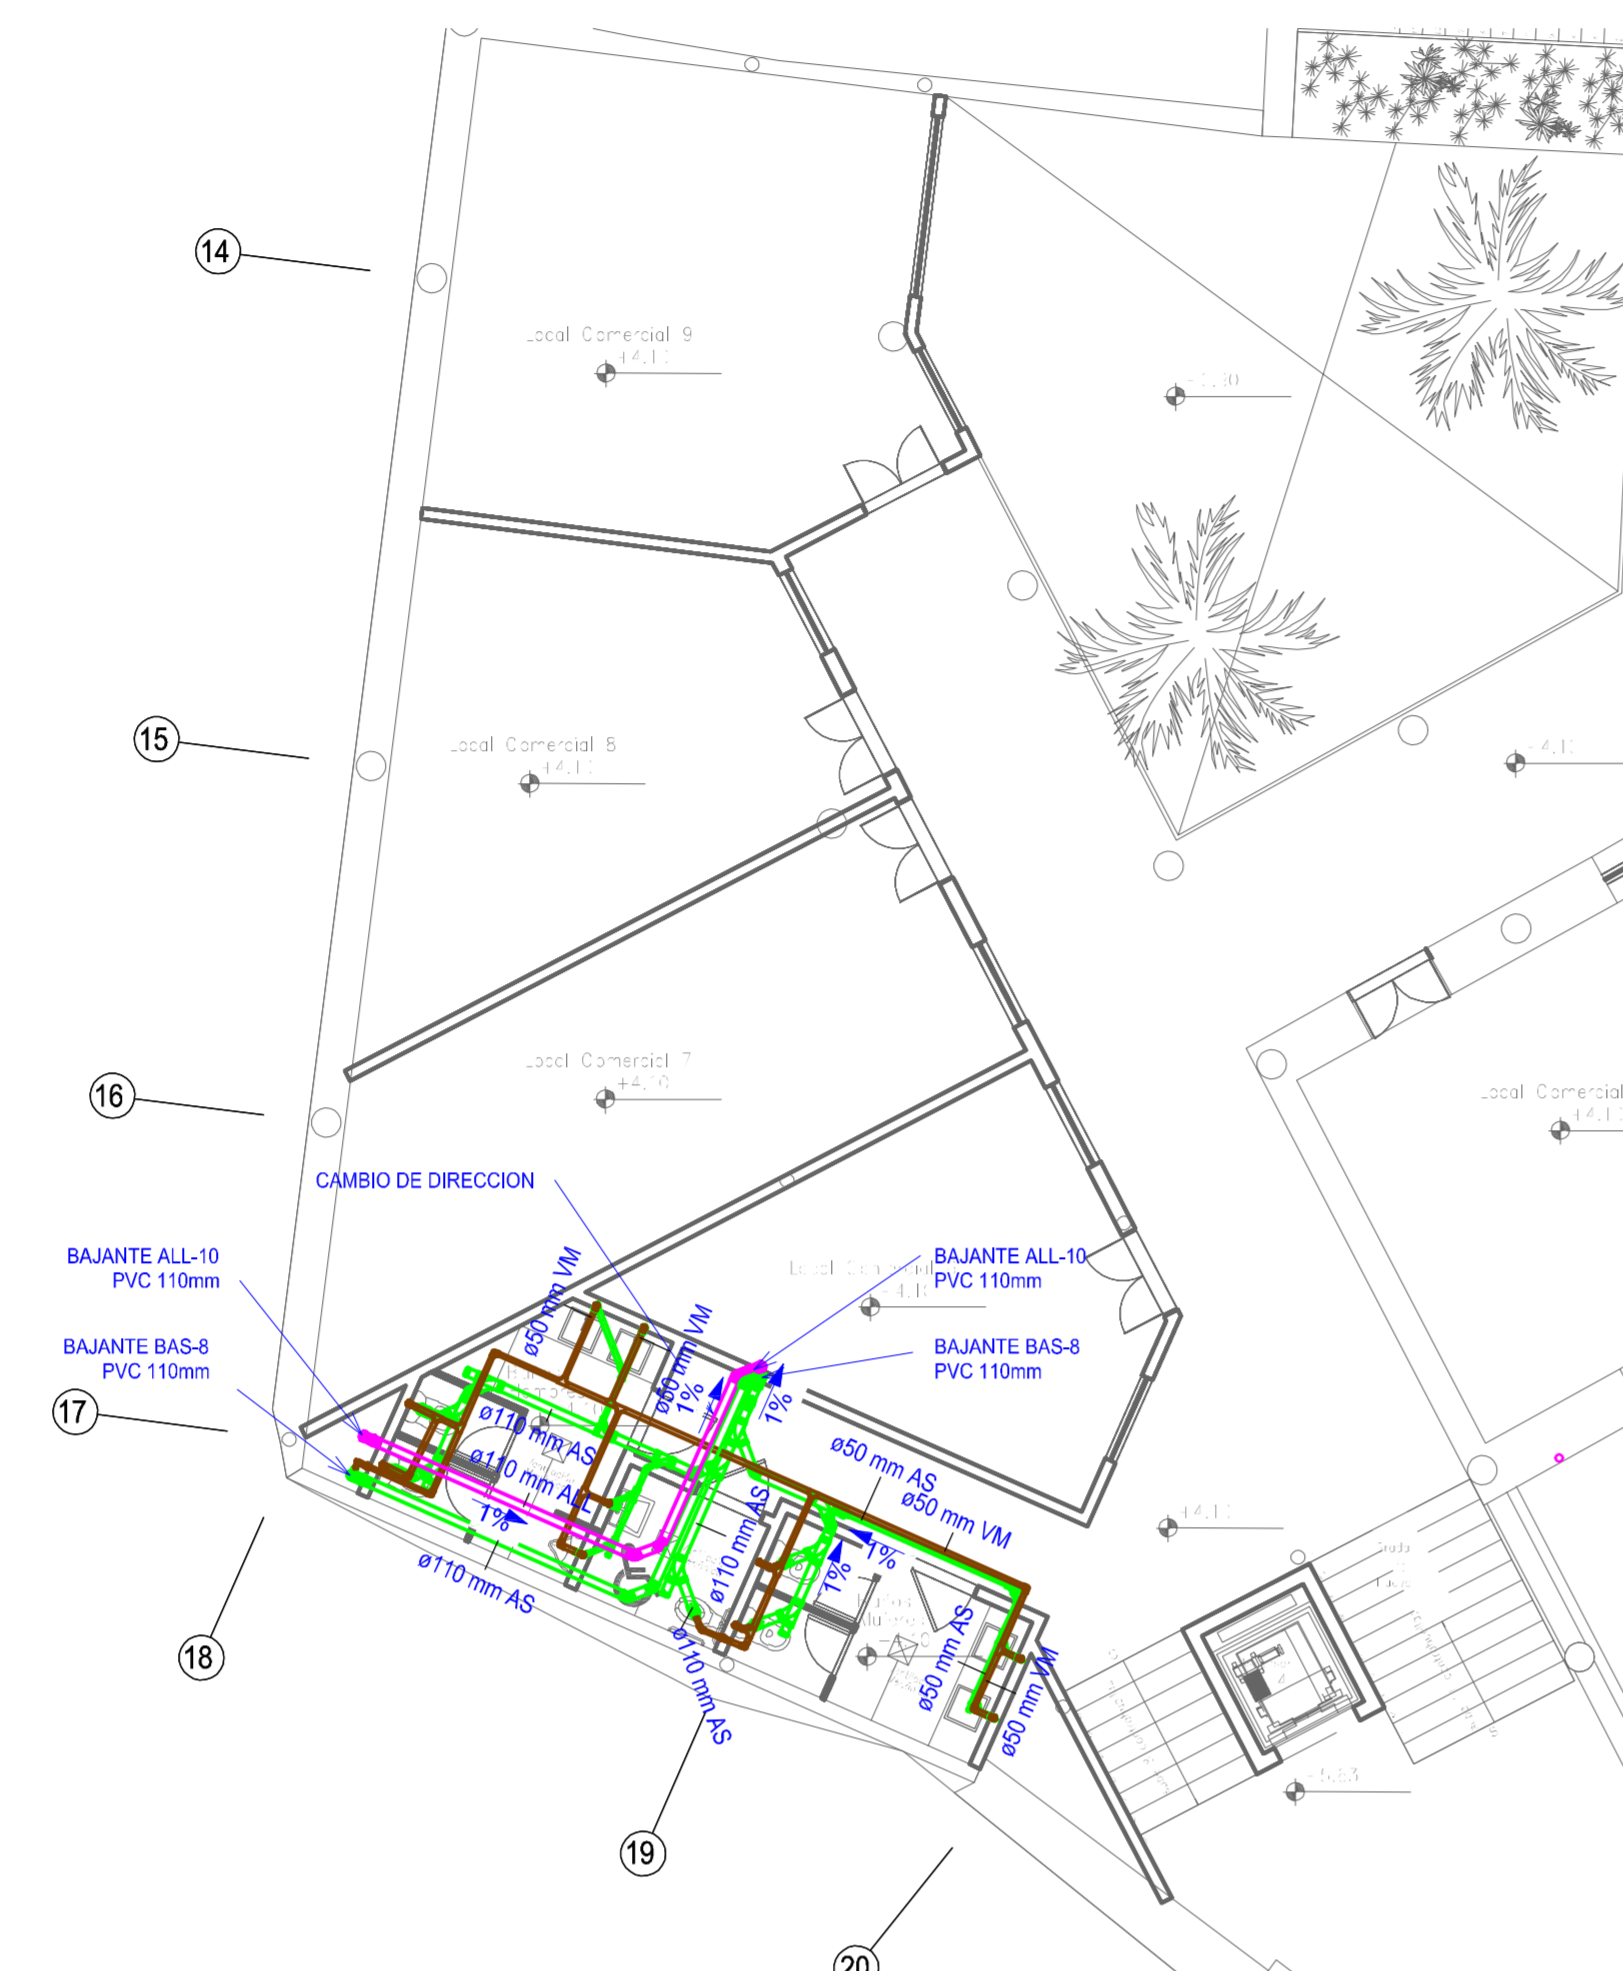 14
Local Comercial 9
15
Local Comercial 8
16
Local Comercial 7
+4.10
Local Comercial
CAMBIO DE DIRECCION
BAJANTE ALL-10
PVC 110mm
BAJANTE BAS-8
PVC 110mm
BAJANTE ALL-10
PVC 110mm
BAJANTE BAS-8
PVC 110mm
ø50 mm VM
ø50 mm VM
1%
1%
17
ø110 mm AS
ø110 mm ALL
1%
ø110 mm AS
ø110 mm AS
ø110 mm AS
ø50 mm AS
ø50 mm VM
1%
1%
ø50 mm AS
ø50 mm VM
18
19
20